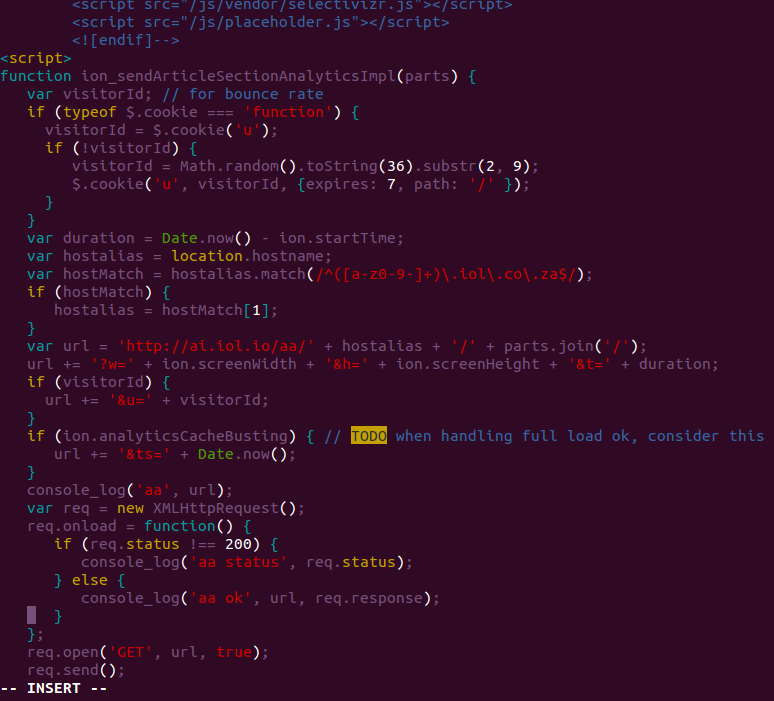 <script src="/js/vendor/selectivizr.js"></script>
<script src="/js/placeholder.js"></script>
<![endif]-->
<script>
function ion_sendArticleSectionAnalyticsImpl(parts) {
var visitorId; // for bounce rate
if (typeof $.cookie === 'function') {
visitorId = $.cookie('u');
if (!visitorId) {
visitorId = Math.random().toString(36).substr(2, 9);
$.cookie('u', visitorId, {expires: 7, path: '/' });
}
}
var duration = Date.now() - ion.startTime;
var hostalias = location.hostname;
var hostMatch = hostalias.match(/^([a-z0-9-]+)\.iol\.co\.za$/);
if (hostMatch) {
hostalias = hostMatch[1];
}
var url = 'http://ai.iol.io/aa/' + hostalias + '/' + parts.join('/');
url += '?w=' + ion.screenWidth + '&h=' + ion.screenHeight + '&t=' + duration;
if (visitorId) {
url += '&u=' + visitorId;
}
if (ion.analyticsCacheBusting) { // TODO when handling full load ok, consider this
url += '&ts=' + Date.now();
}
console_log('aa', url);
var req = new XMLHttpRequest();
req.onload = function() {
if (req.status !== 200) {
console_log('aa status', req.status);
} else {
console_log('aa ok', url, req.response);
}
};
req.open('GET', url, true);
req.send();
-- INSERT --